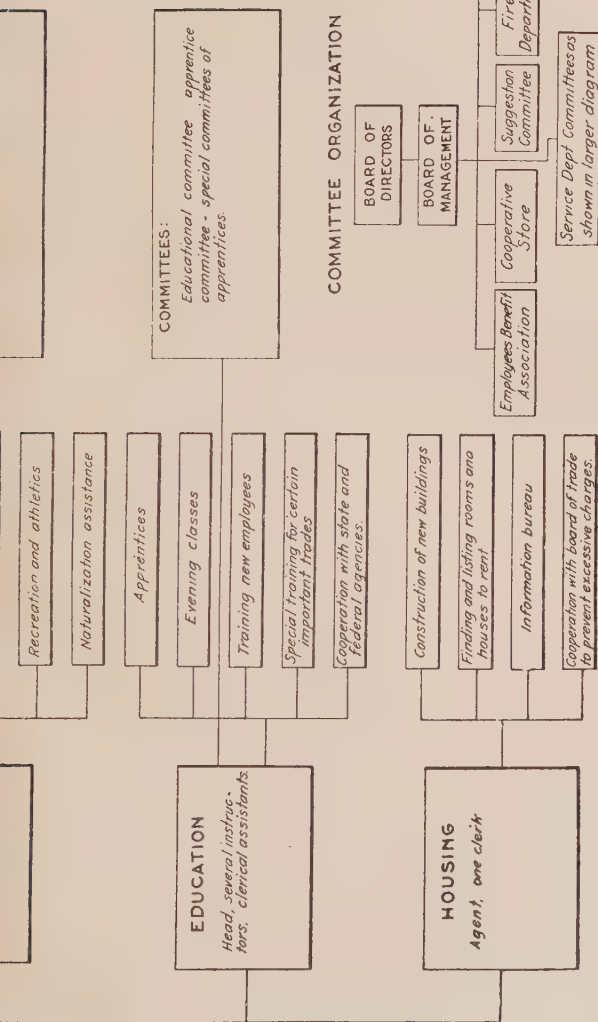 Recreation and athletics
Naturalization assistance
EDUCATION
Head, several instruc-
tors, clerical assistants.
Apprentices
Evening classes
Training new employees
Special training for certain
important trades
Cooperation with state and
federal agencies.
COMMITTEES:
Educational committee apprentice
committee - special committees of
apprentices.
HOUSING
Agent, one clerk
Construction of new buildings
Finding and listing rooms and
houses to rent
Information bureau
Cooperation with board of trade
to prevent excessive charges.
COMMITTEE ORGANIZATION
BOARD OF
DIRECTORS
BOARD OF.
MANAGEMENT
Employees Benefit
Association
Cooperative
Store
Suggestion
Committee
Fire
Service Dept Committees as
shown in larger diagram